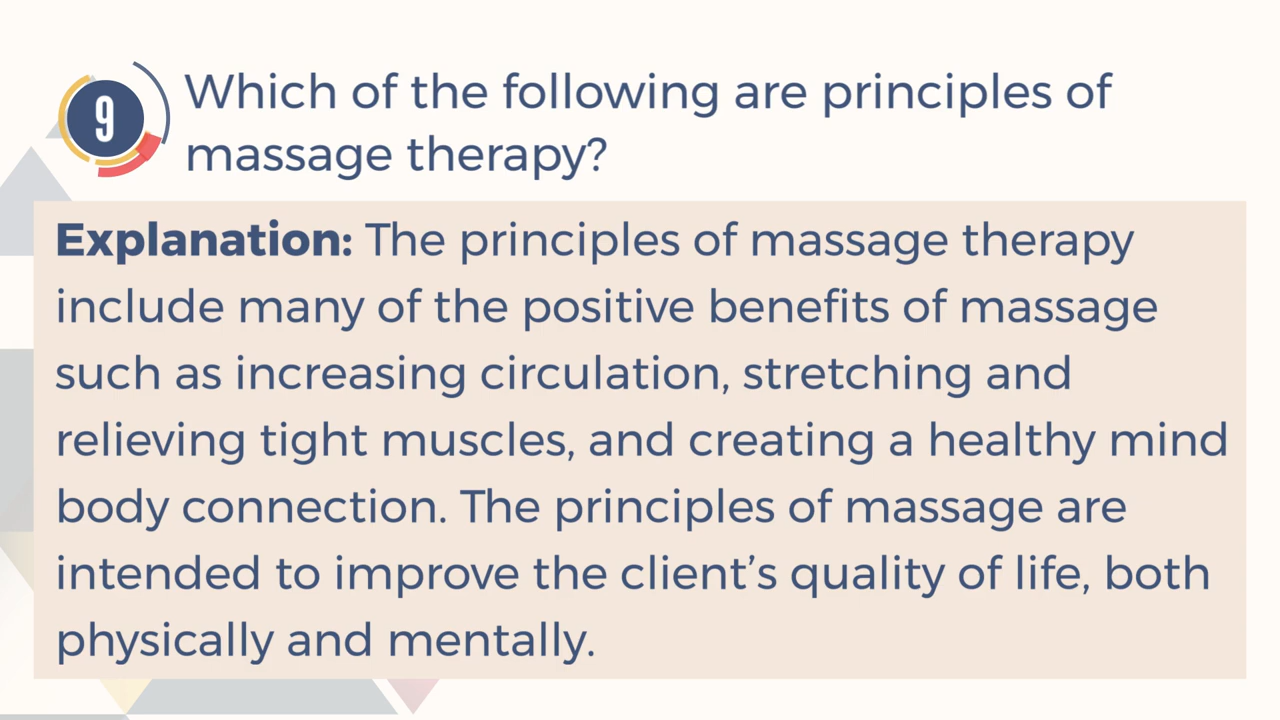 9
Which of the following are principles of
massage therapy?
Explanation: The principles of massage therapy
include many of the positive benefits of massage
such as increasing circulation, stretching and
relieving tight muscles, and creating a healthy mind
body connection. The principles of massage are
intended to improve the client’s quality of life, both
physically and mentally.